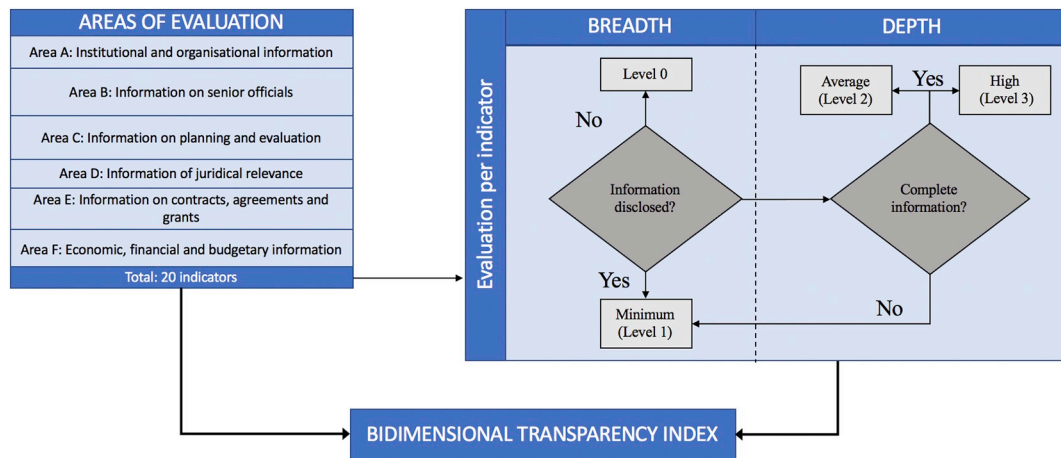 AREAS OF EVALUATION
Area A: Institutional and organisational information
Area B: Information on senior officials
Area C: Information on planning and evaluation
Area D: Information of juridical relevance
Area E: Information on contracts, agreements and
grants
Area F: Economic, financial and budgetary information
Total: 20 indicators
Evaluation per indicator
BREADTH
DEPTH
Level 0
No
Information
disclosed?
Yes
Minimum
(Level 1)
Average
(Level 2)
Yes
High
(Level 3)
Complete
information?
No
BIDIMENSIONAL TRANSPARENCY INDEX